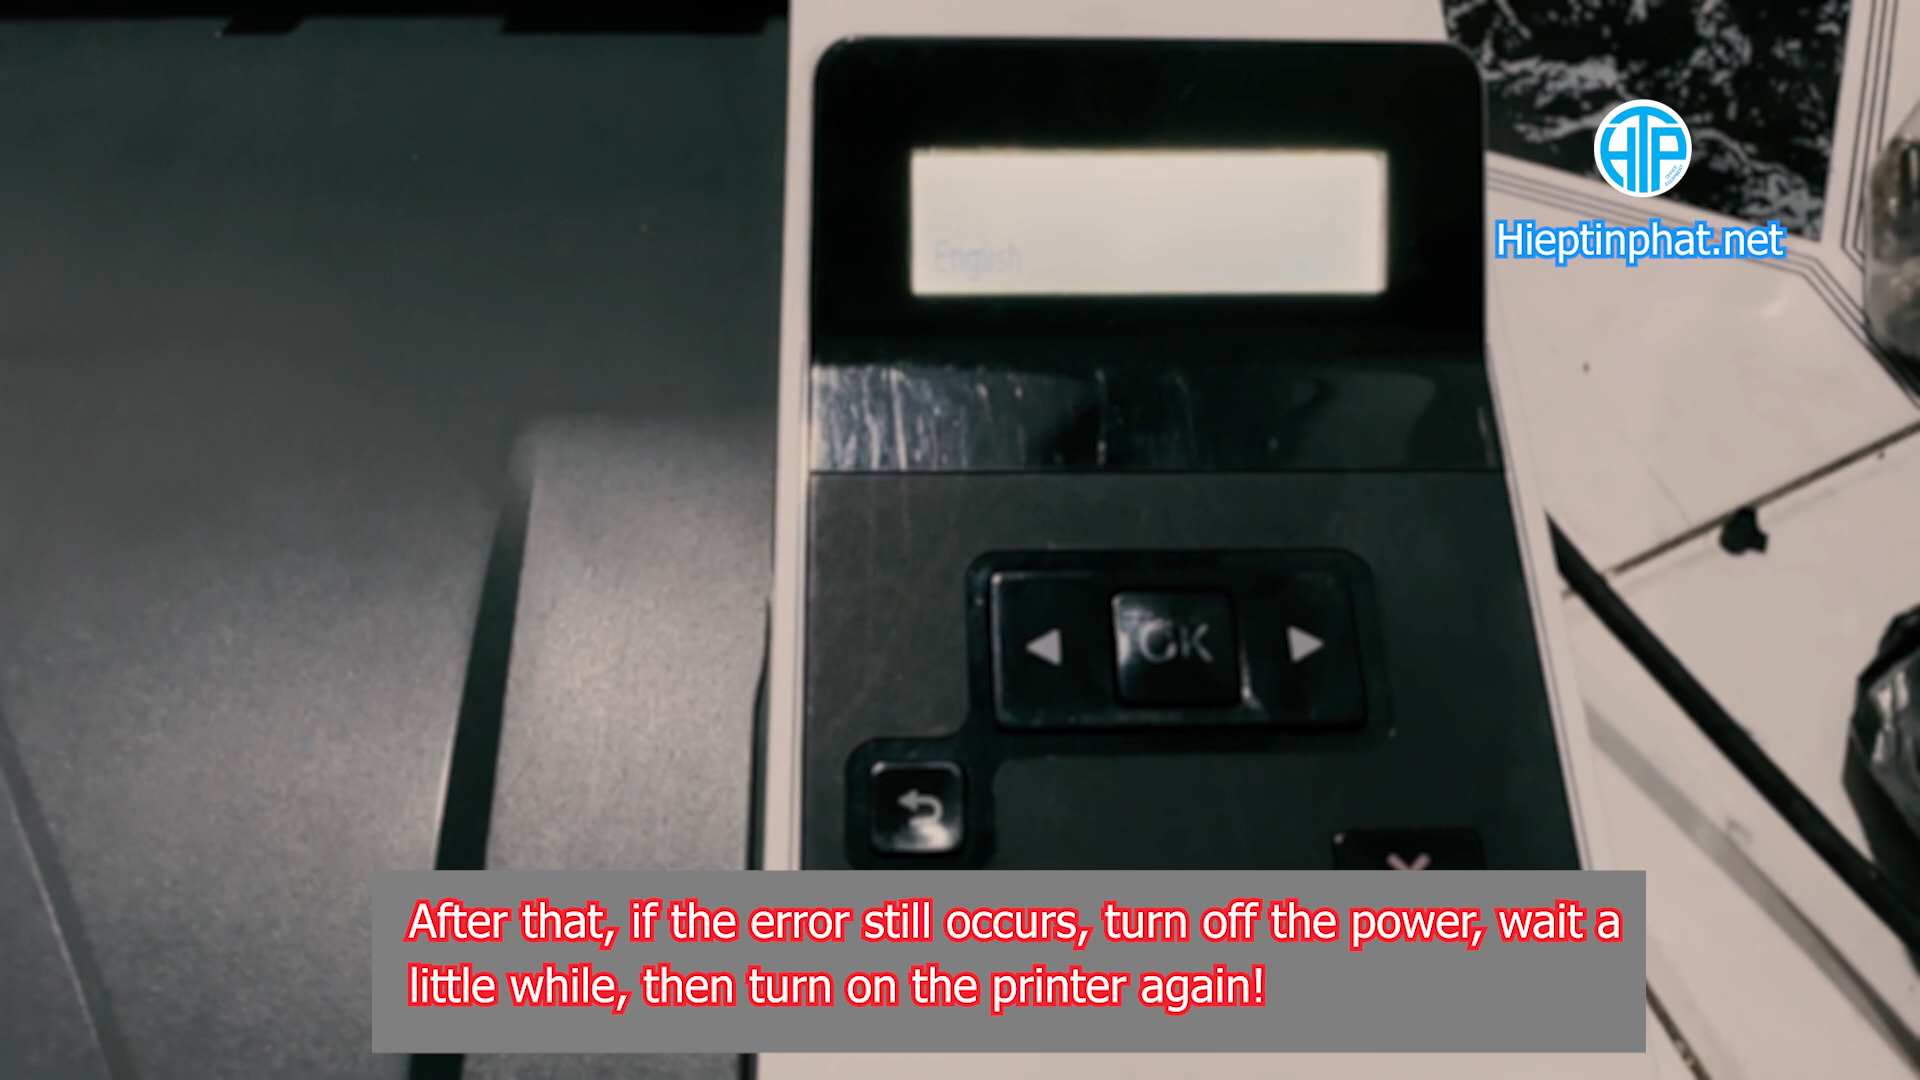 HTP
Hieptinphat.net
English
OK
After that, if the error still occurs, turn off the power, wait a
little while, then turn on the printer again!